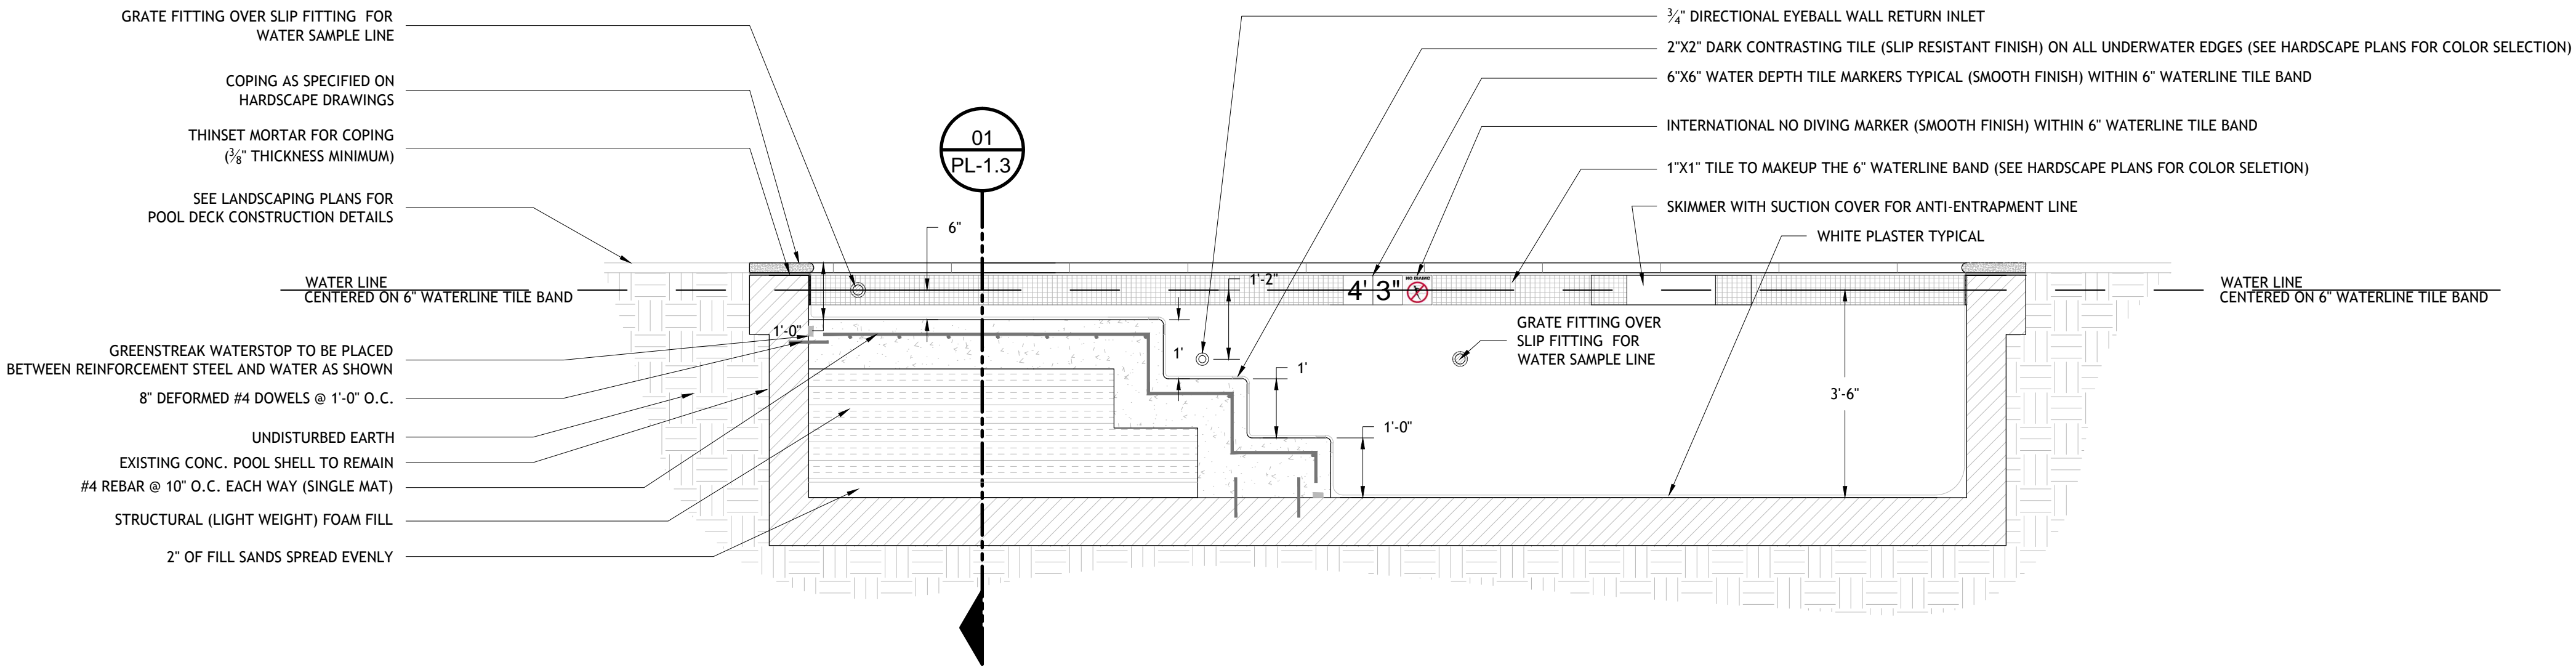 GRATE FITTING OVER SLIP FITTING FOR
WATER SAMPLE LINE
COPING AS SPECIFIED ON
HARDSCAPE DRAWINGS
THINSET MORTAR FOR COPING
(3/8" THICKNESS MINIMUM)
SEE LANDSCAPING PLANS FOR
POOL DECK CONSTRUCTION DETAILS
WATER LINE
CENTERED ON 6" WATERLINE TILE BAND
GREENSTREAK WATERSTOP TO BE PLACED
BETWEEN REINFORCEMENT STEEL AND WATER AS SHOWN
8" DEFORMED #4 DOWELS @ 1'-0" O.C.
UNDISTURBED EARTH
EXISTING CONC. POOL SHELL TO REMAIN
#4 REBAR @ 10" O.C. EACH WAY (SINGLE MAT)
STRUCTURAL (LIGHT WEIGHT) FOAM FILL
2" OF FILL SANDS SPREAD EVENLY
01
PL-1.3
6"
1'-0"
1'-2"
1'
1'
1'-0"
3'-6"
4' 3"
NO DIVING
GRATE FITTING OVER
SLIP FITTING FOR
WATER SAMPLE LINE
3/4" DIRECTIONAL EYEBALL WALL RETURN INLET
2"X2" DARK CONTRASTING TILE (SLIP RESISTANT FINISH) ON ALL UNDERWATER EDGES (SEE HARDSCAPE PLANS FOR COLOR SELECTION)
6"X6" WATER DEPTH TILE MARKERS TYPICAL (SMOOTH FINISH) WITHIN 6" WATERLINE TILE BAND
INTERNATIONAL NO DIVING MARKER (SMOOTH FINISH) WITHIN 6" WATERLINE TILE BAND
1"X1" TILE TO MAKEUP THE 6" WATERLINE BAND (SEE HARDSCAPE PLANS FOR COLOR SELETION)
SKIMMER WITH SUCTION COVER FOR ANTI-ENTRAPMENT LINE
WHITE PLASTER TYPICAL
WATER LINE
CENTERED ON 6" WATERLINE TILE BAND